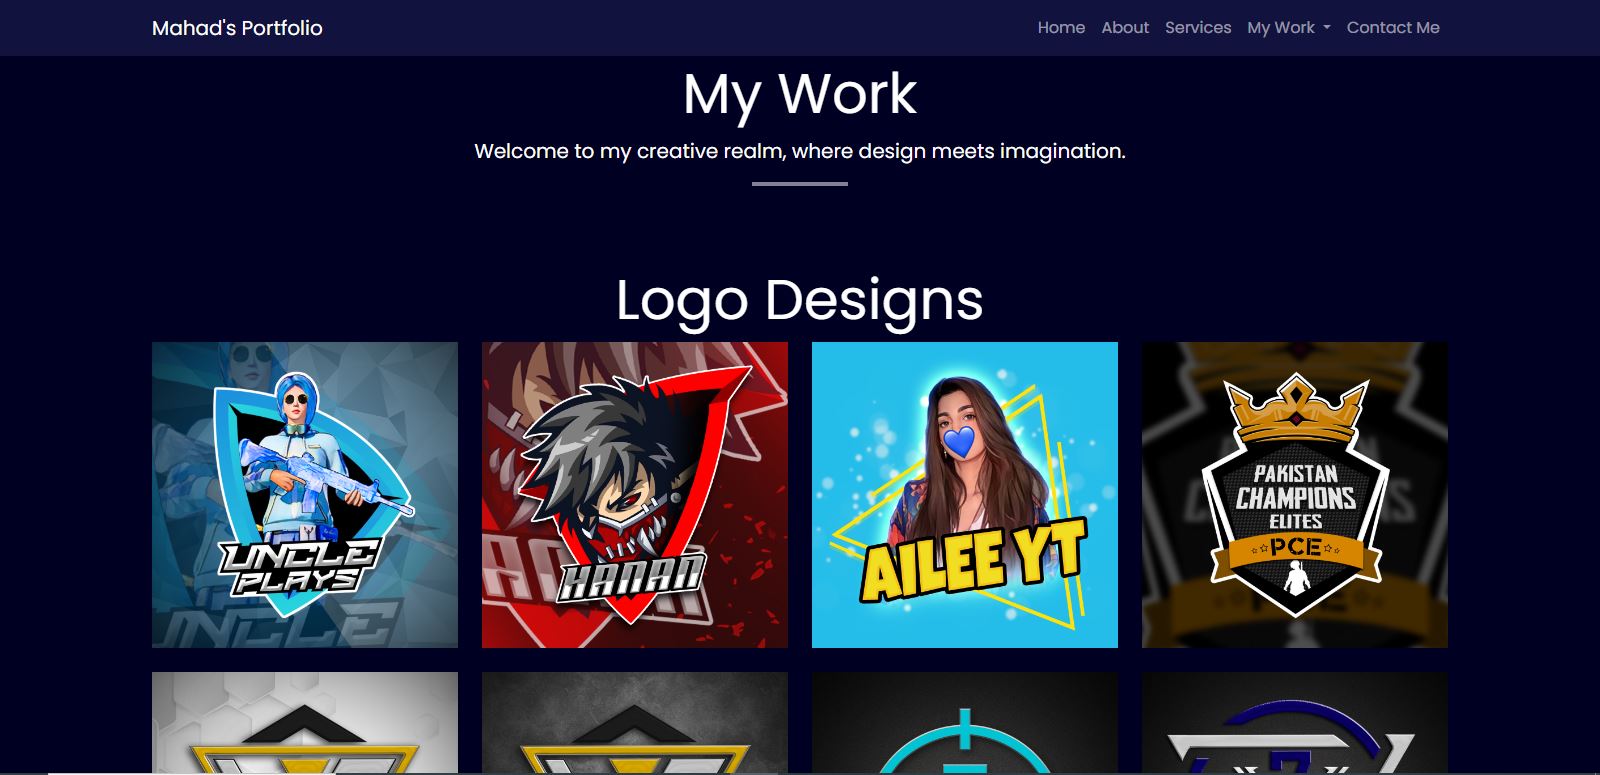 Mahad's Portfolio
Home About Services My Work Contact Me
My Work
Welcome to my creative realm, where design meets imagination.
Logo Designs
UNCLE
PLAYS
UNCLE
HANAN
AILEE YT
PAKISTAN
CHAMPIONS
ELITES
PCE